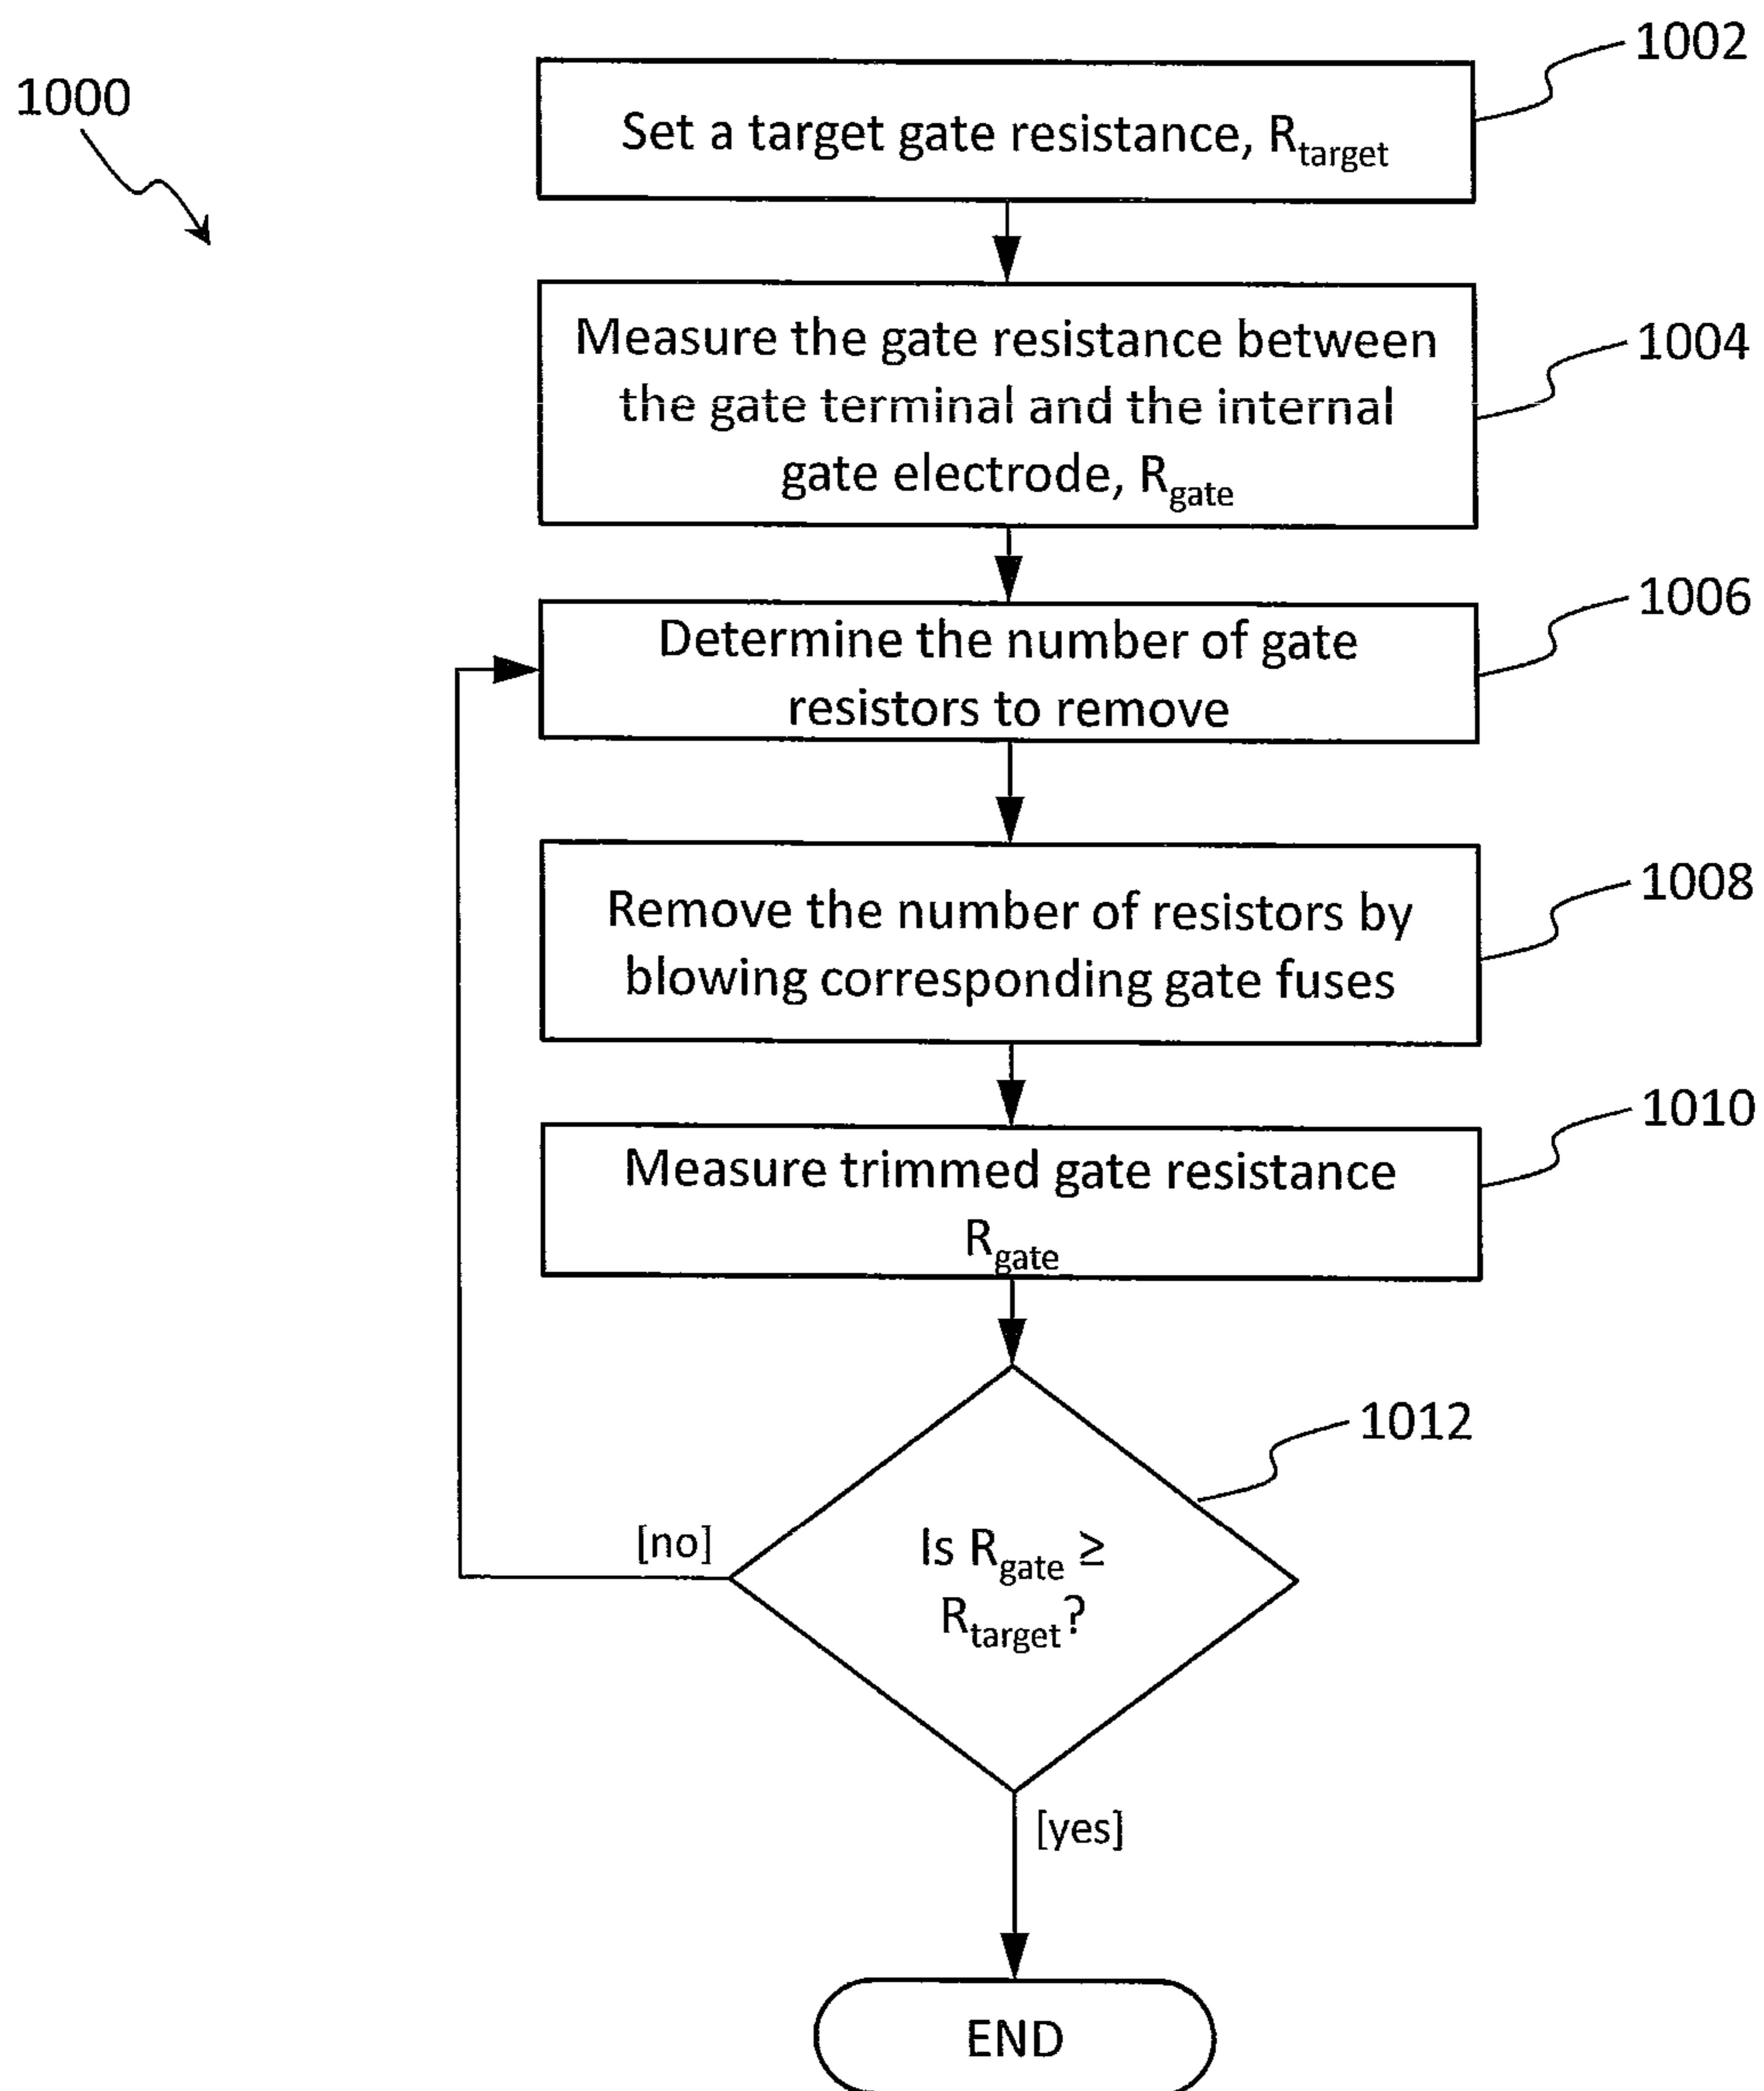 1000
1002
Set a target gate resistance, Rtarget
1004
Measure the gate resistance between
the gate terminal and the internal
gate electrode, Rgate
1006
Determine the number of gate
resistors to remove
1008
Remove the number of resistors by
blowing corresponding gate fuses
1010
Measure trimmed gate resistance
Rgate
1012
[no]
Is Rgate ≥
Rtarget?
[yes]
END